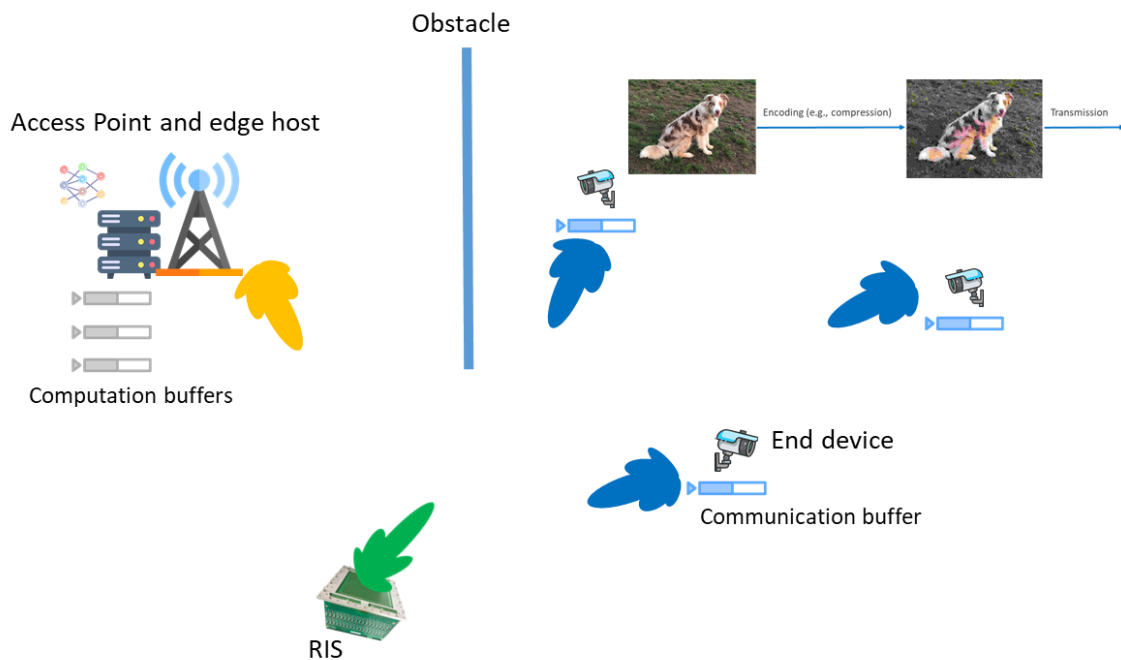 Obstacle
Access Point and edge host
Encoding (e.g., compression)
Transmission
Computation buffers
End device
Communication buffer
RIS